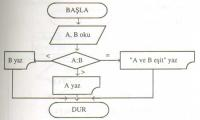 BAŞLA
A, B oku
B yaz
<
A:B
=
"A ve B eşit" yaz
>
A yaz
DUR